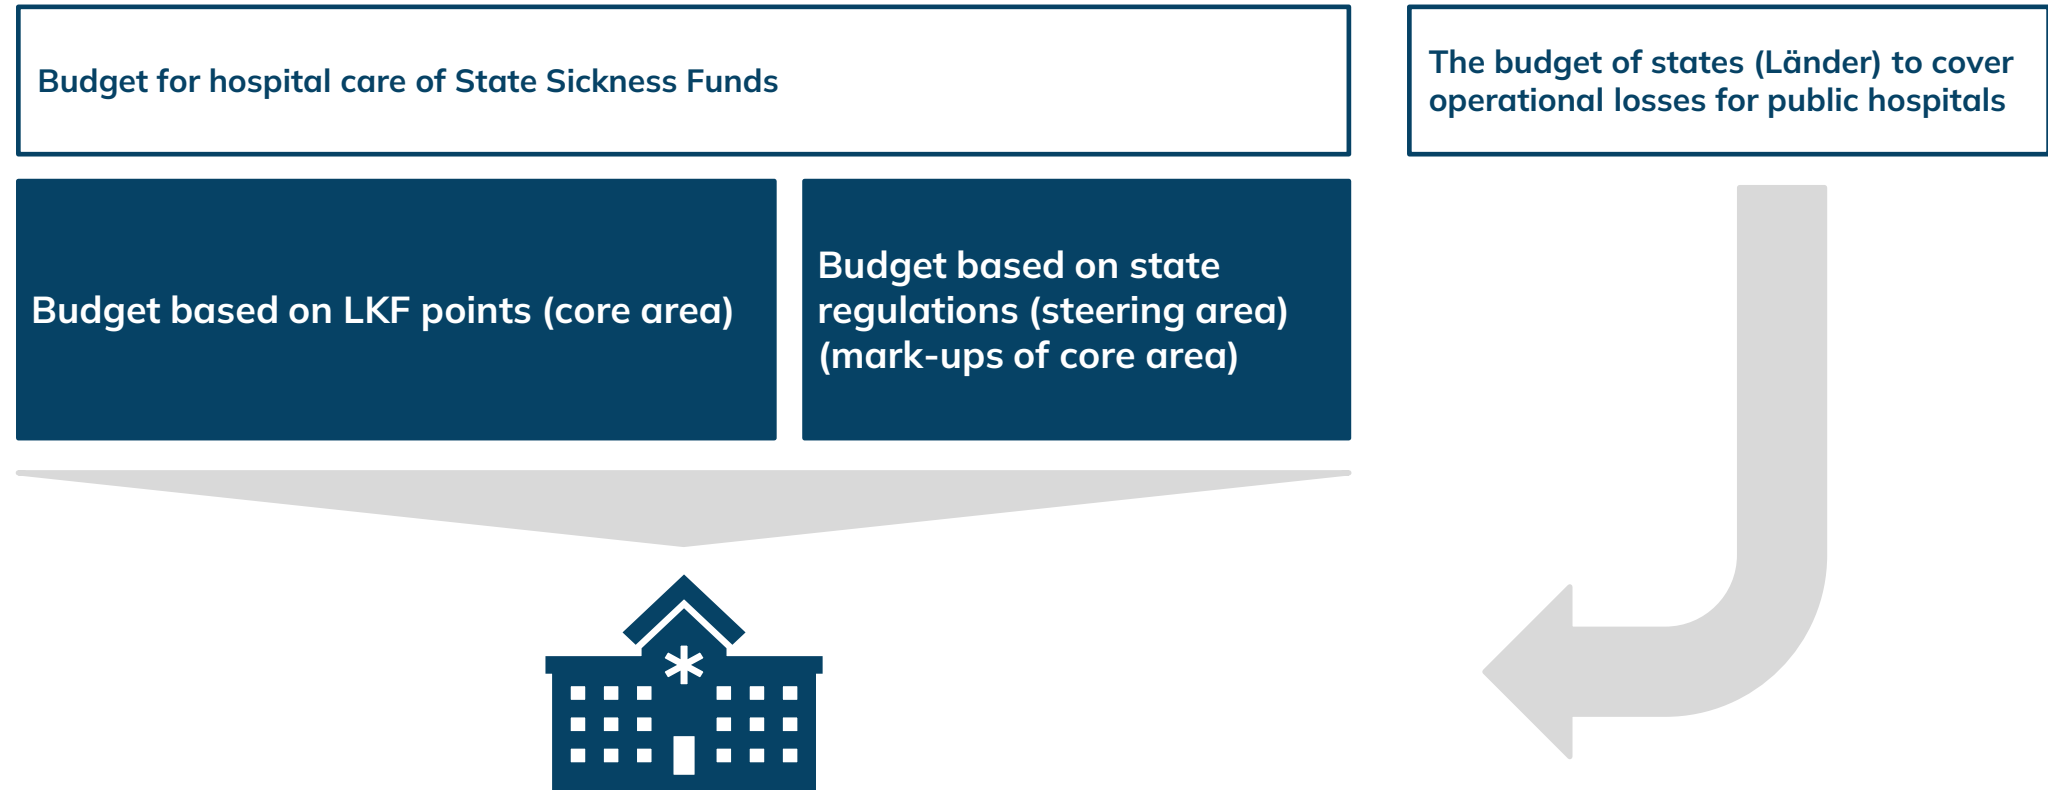 Budget for hospital care of State Sickness Funds
The budget of states (Länder) to cover
operational losses for public hospitals
Budget based on LKF points (core area)
Budget based on state
regulations (steering area)
(mark-ups of core area)